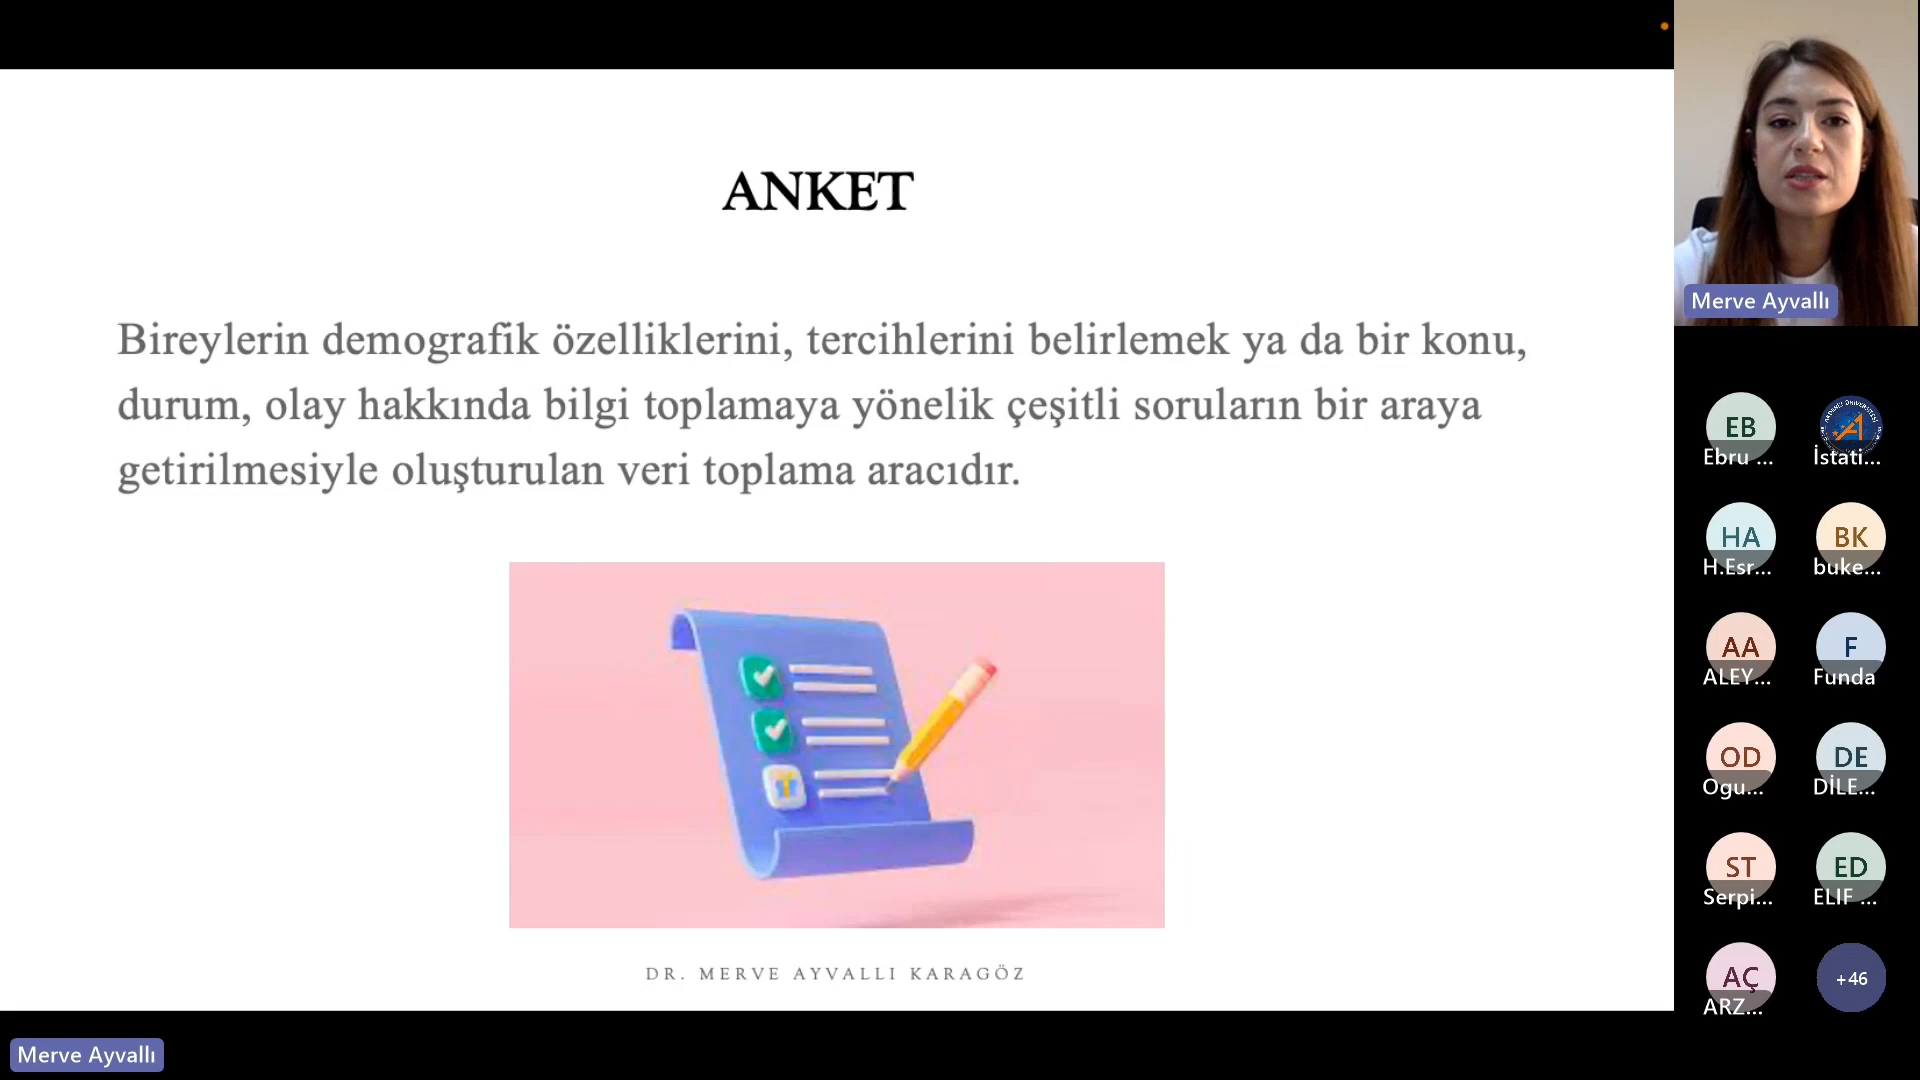 ANKET
Bireylerin demografik özelliklerini, tercihlerini belirlemek ya da bir konu,
durum, olay hakkında bilgi toplamaya yönelik çeşitli soruların bir araya
getirilmesiyle oluşturulan veri toplama aracıdır.
DR. MERVE AYVALLI KARAGÖZ
Merve Ayvallı
Merve Ayvallı
EB
Ebru ...
İstati...
HA
H.Esr...
BK
buke...
AA
ALEY...
F
Funda
OD
Ogu...
DE
DİLE...
ST
Serpi...
ED
ELIF ...
AÇ
ARZ...
+46